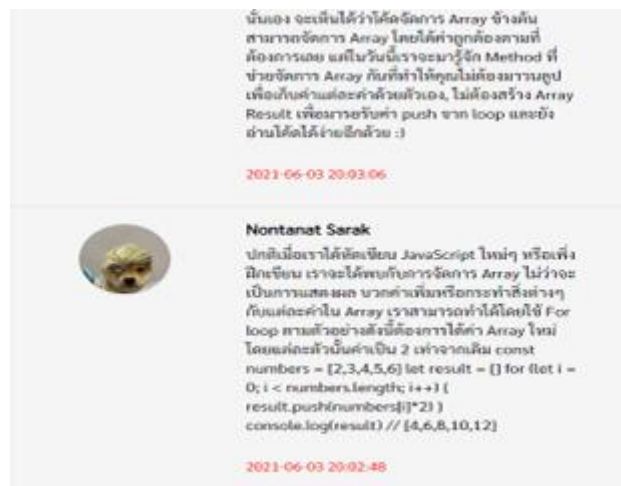 นั้นเอง จะเห็นได้ว่าโค้ดจัดการ Array ข้างต้น
สามารถจัดการ Array โดยได้ค่าถูกต้องตามที่
ต้องการเลย แต่ในวันนี้เราจะมารู้จัก Method ที่
ช่วยจัดการ Array กันที่ทำให้คุณไม่ต้องมาวนลูป
เพื่อเก็บค่าแต่ละค่าด้วยตัวเอง, ไม่ต้องสร้าง Array
Result เพื่อมารอรับค่า push จาก loop และยัง
อ่านโค้ดได้ง่ายอีกด้วย :)
2021-06-03 20:03:06
Nontanat Sarak
ปกติเมื่อเราได้หัดเขียน JavaScript ใหม่ๆ หรือเพิ่ง
ฝึกเขียน เราจะได้พบกับการจัดการ Array ไม่ว่าจะ
เป็นการแสดงผล บวกค่าเพิ่มหรือกระทำสิ่งต่างๆ
กับแต่ละค่าใน Array เราสามารถทำได้โดยใช้ For
loop ตามตัวอย่างดังนี้ต้องการได้ค่า Array ใหม่
โดยแต่ละตัวนั้นค่าเป็น 2 เท่าจากเดิม const
numbers = [2,3,4,5,6] let result = [] for (let i =
0; i < numbers.length; i++) {
result.push(numbers[i]*2) }
console.log(result) // [4,6,8,10,12]
2021-06-03 20:02:48